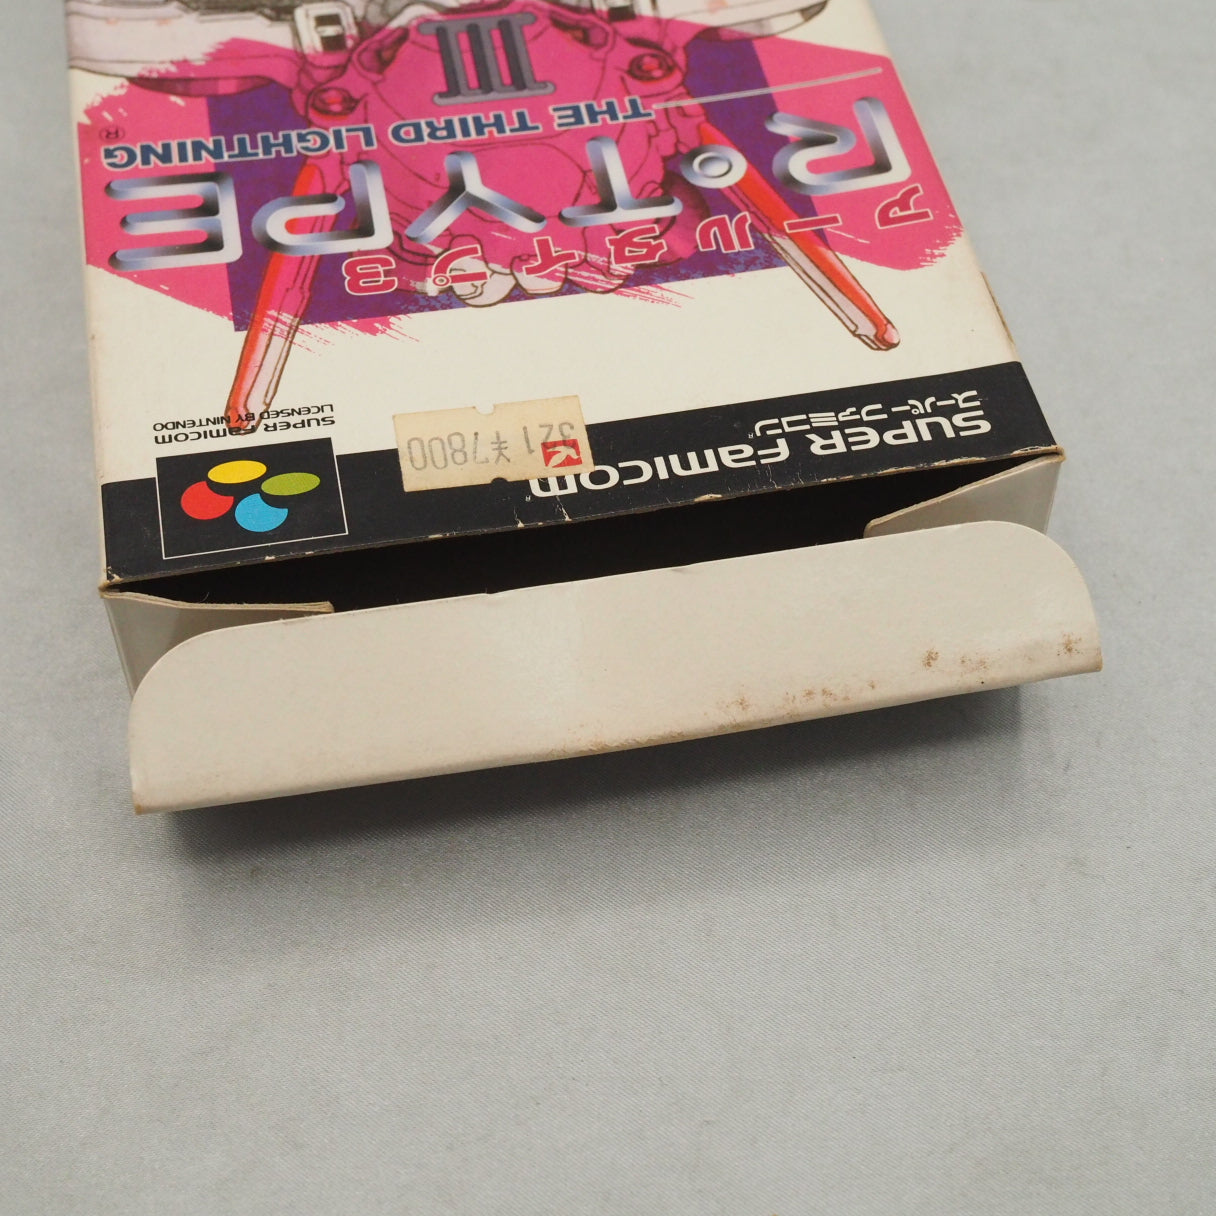 SUPER FAMICOM
スーパーファミコン
321 ¥7800
SUPER FAMICOM
LICENSED BY NINTENDO
アールタイプ3
R・TYPE
THE THIRD LIGHTNING®
III